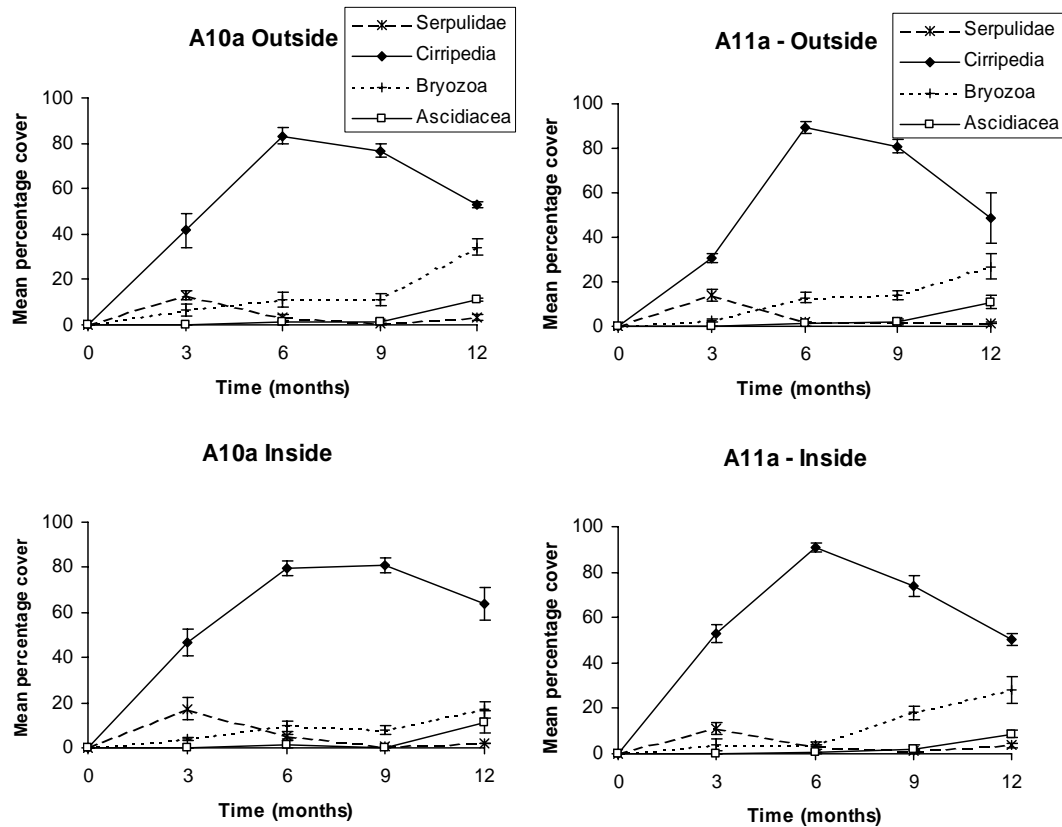 A10a Outside
Serpulidae
Cirripedia
Bryozoa
Ascidiacea
Mean percentage cover
100
80
60
40
20
0
0 3 6 9 12
Time (months)
A11a - Outside
Serpulidae
Cirripedia
Bryozoa
Ascidiacea
Mean percentage cover
100
80
60
40
20
0
0 3 6 9 12
Time (months)
A10a Inside
Mean percentage cover
100
80
60
40
20
0
0 3 6 9 12
Time (months)
A11a - Inside
Mean percentage cover
100
80
60
40
20
0
0 3 6 9 12
Time (months)